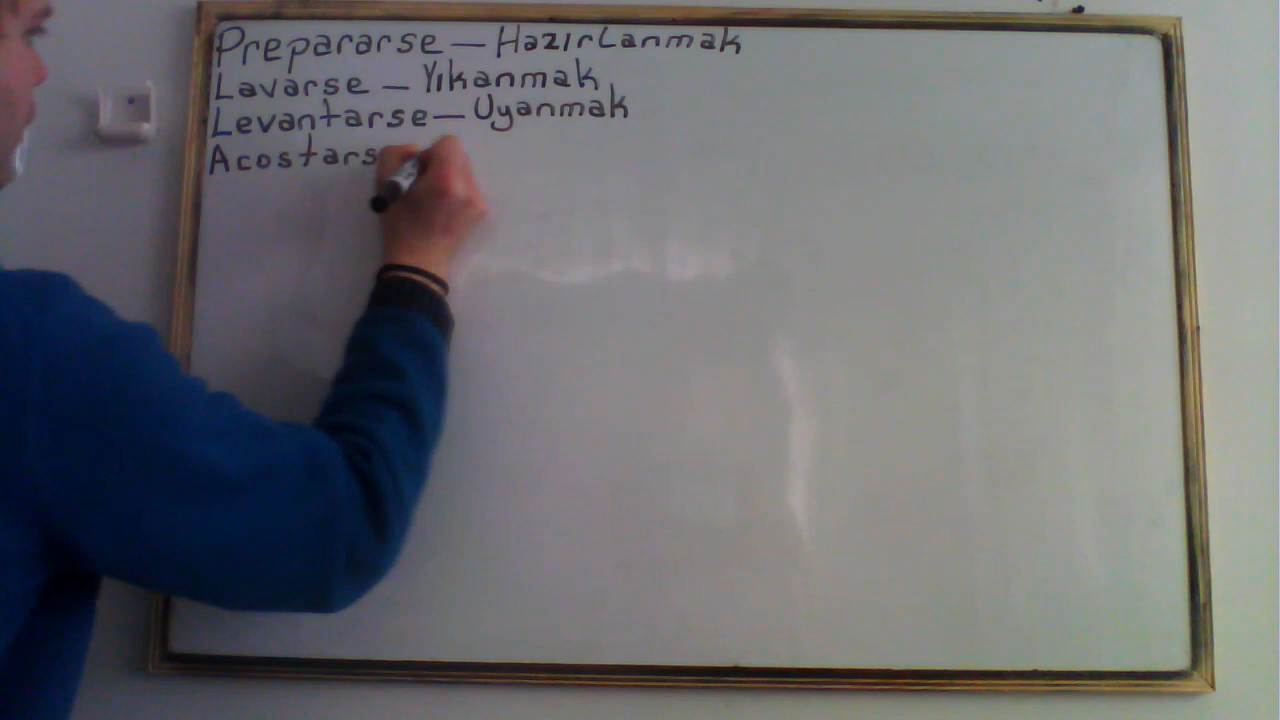 Prepararse — Hazırlanmak
Lavarse — Yıkanmak
Levantarse — Uyanmak
Acostars